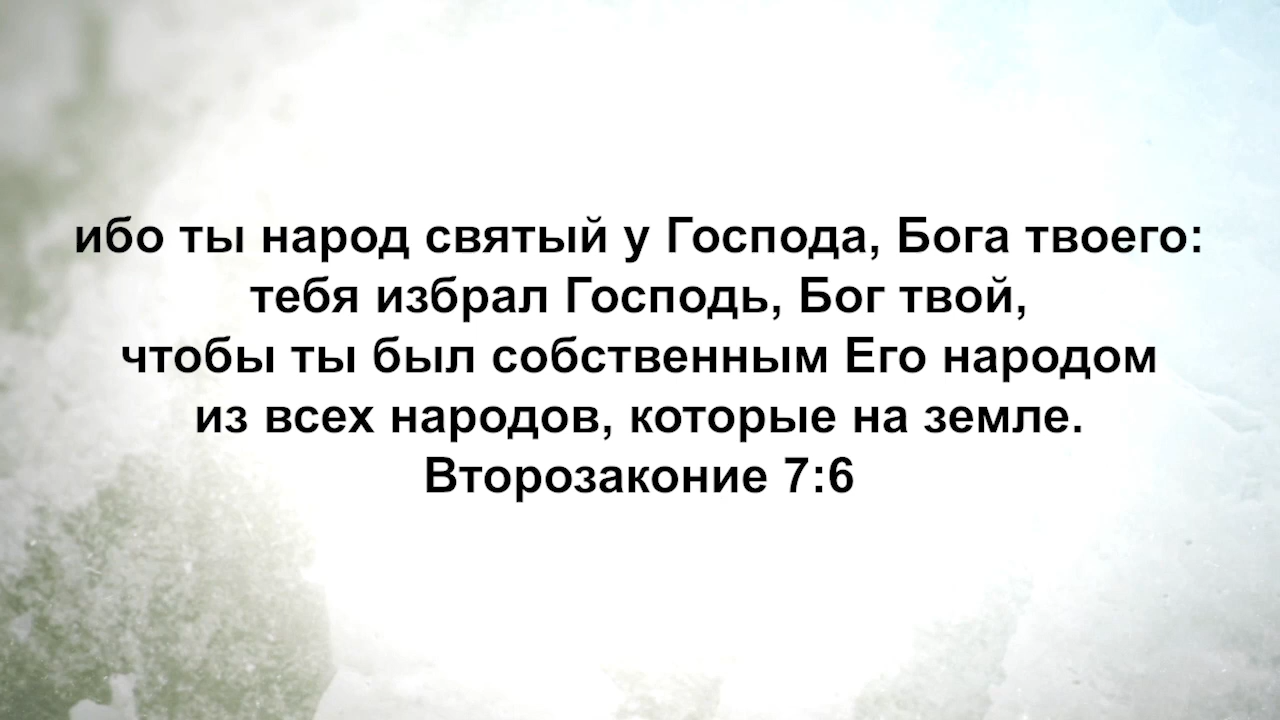 ибо ты народ святый у Господа, Бога твоего:
тебя избрал Господь, Бог твой,
чтобы ты был собственным Его народом
из всех народов, которые на земле.
Второзаконие 7:6